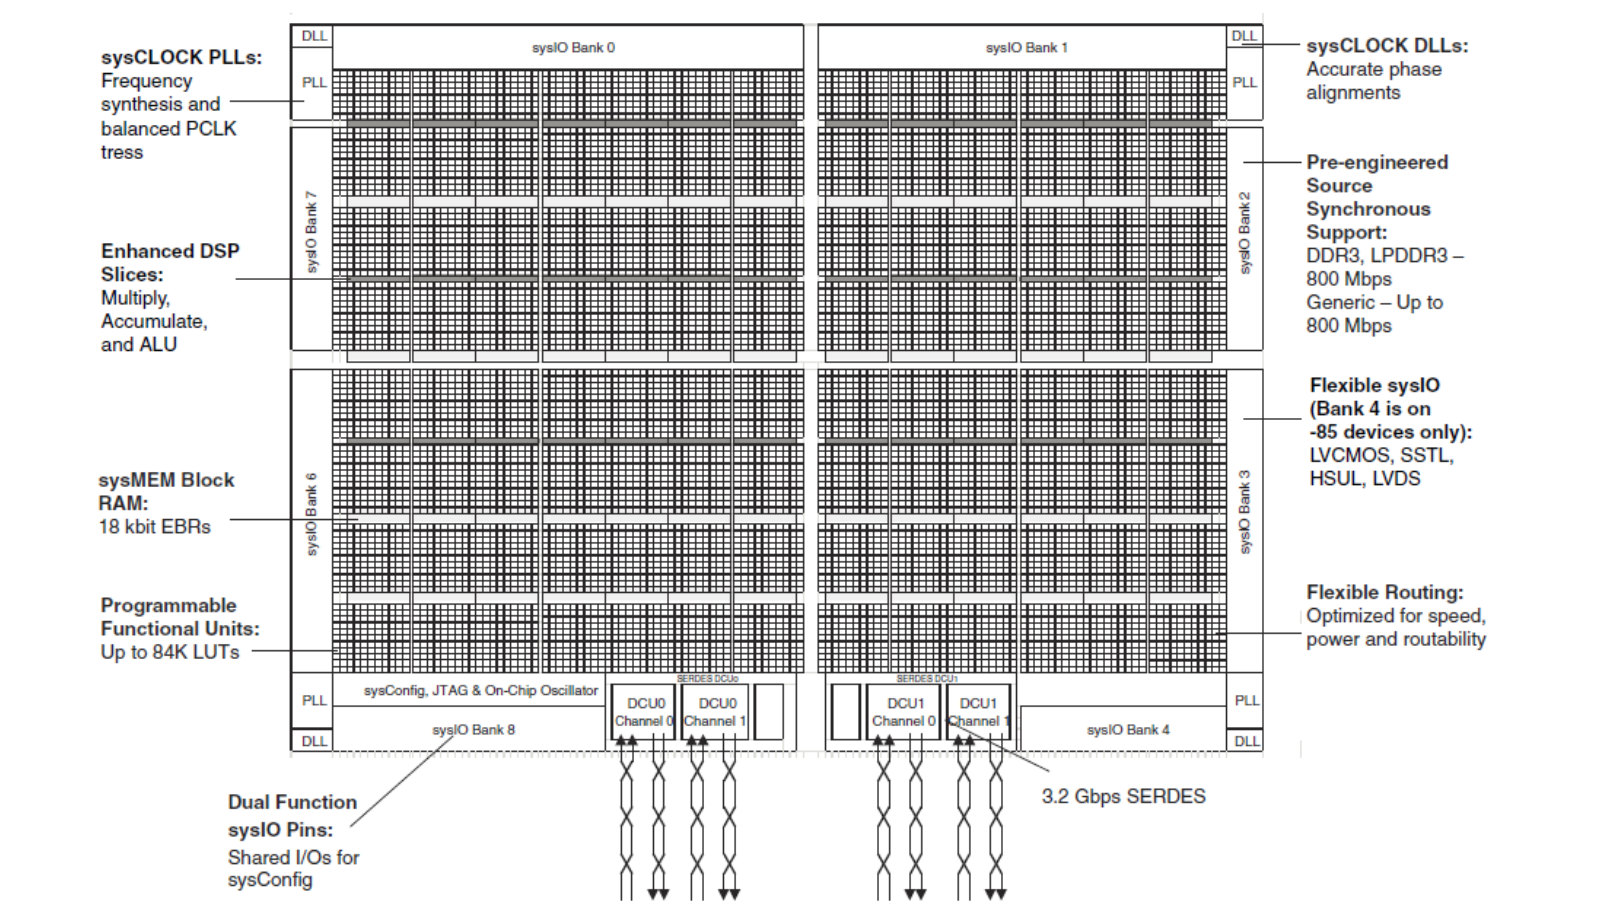 DLL
sysIO Bank 0
sysIO Bank 1
DLL
sysCLOCK PLLs:
Frequency
synthesis and
balanced PCLK
tress
PLL
PLL
sysCLOCK DLLs:
Accurate phase
alignments
sysIO Bank 7
sysIO Bank 2
Pre-engineered
Source
Synchronous
Support:
DDR3, LPDDR3 –
800 Mbps
Generic – Up to
800 Mbps
Enhanced DSP
Slices:
Multiply,
Accumulate,
and ALU
Flexible sysIO
(Bank 4 is on
-85 devices only):
LVCMOS, SSTL,
HSUL, LVDS
sysMEM Block
RAM:
18 kbit EBRs
sysIO Bank 6
sysIO Bank 3
Programmable
Functional Units:
Up to 84K LUTs
Flexible Routing:
Optimized for speed,
power and routability
PLL
sysConfig, JTAG & On-Chip Oscillator
SERDES DCU0
SERDES DCU1
PLL
DCU0
Channel 0
DCU0
Channel 1
DCU1
Channel 0
DCU1
Channel 1
DLL
sysIO Bank 8
sysIO Bank 4
DLL
Dual Function
sysIO Pins:
Shared I/Os for
sysConfig
3.2 Gbps SERDES